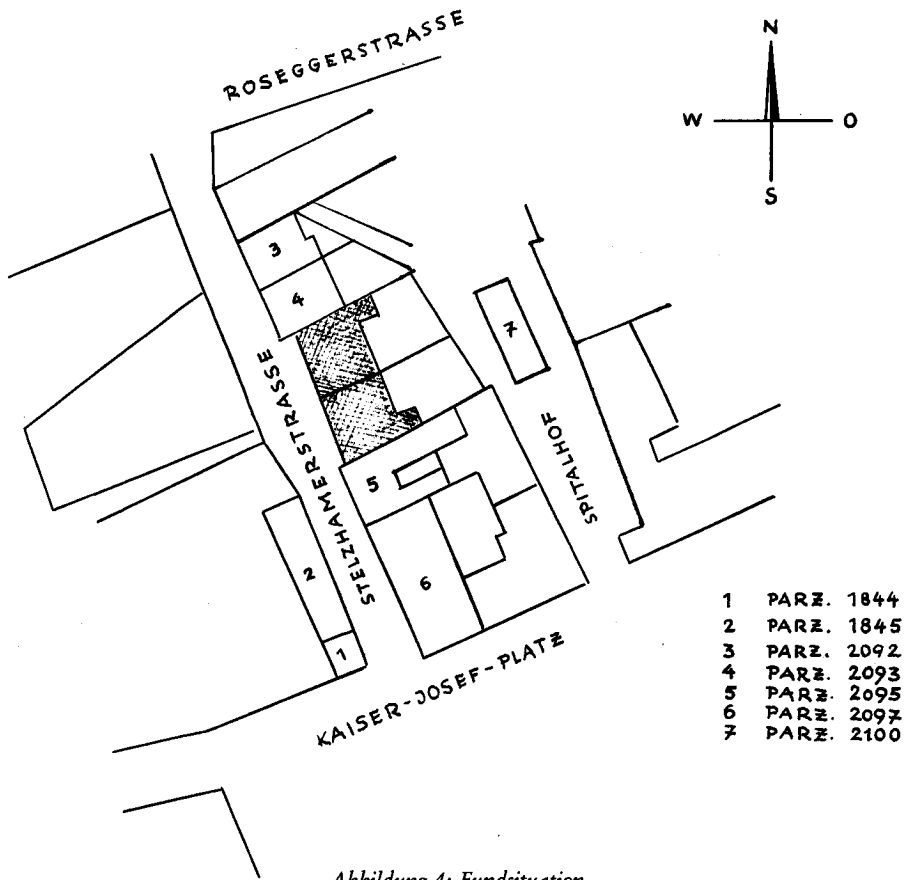 ROSEGGERSTRASSE
N
W
O
S
3
4
7
STELZHAMERSTRASSE
SPITALHOF
5
2
6
1
KAISER-JOSEF-PLATZ
1 PARZ. 1844
2 PARZ. 1845
3 PARZ. 2092
4 PARZ. 2093
5 PARZ. 2095
6 PARZ. 2097
7 PARZ. 2100
Abbildung 4: Fundsituation